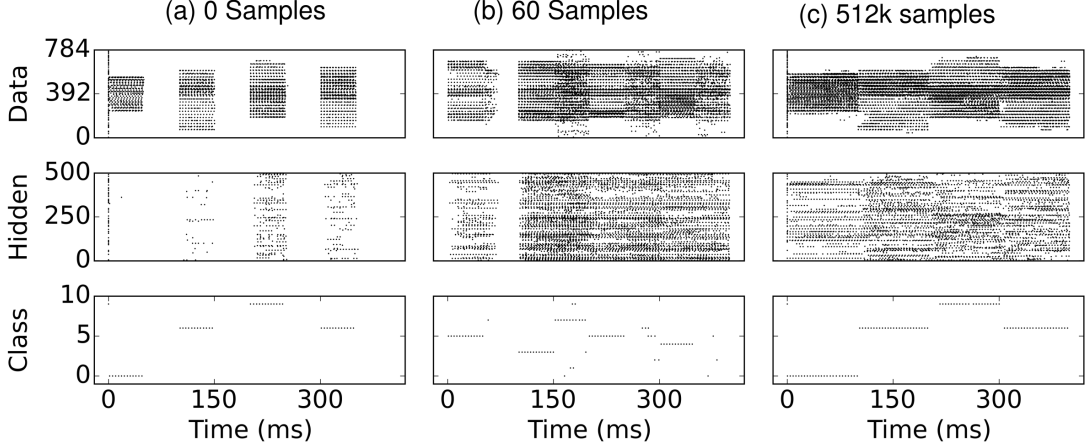 (a) 0 Samples (b) 60 Samples (c) 512k samples
784
Data
392
0
500
Hidden
250
0
10
Class
5
0
0 150 300 0 150 300 0 150 300
Time (ms) Time (ms) Time (ms)